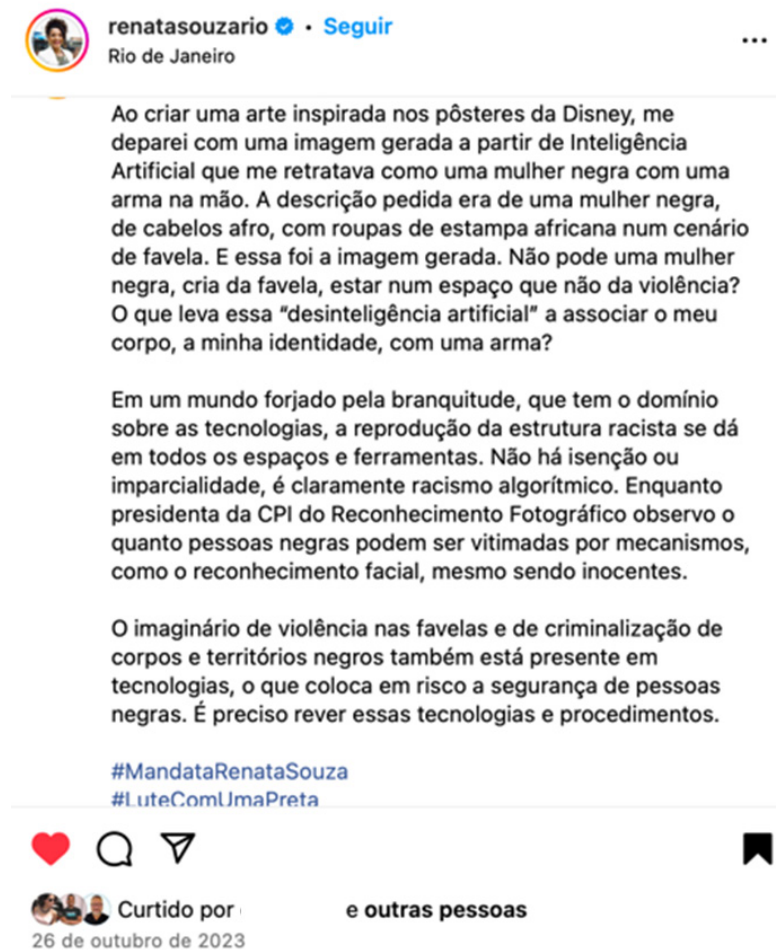 renatasouzario • Seguir
Rio de Janeiro
Ao criar uma arte inspirada nos pôsteres da Disney, me
deparei com uma imagem gerada a partir de Inteligência
Artificial que me retratava como uma mulher negra com uma
arma na mão. A descrição pedida era de uma mulher negra,
de cabelos afro, com roupas de estampa africana num cenário
de favela. E essa foi a imagem gerada. Não pode uma mulher
negra, cria da favela, estar num espaço que não da violência?
O que leva essa “desinteligência artificial” a associar o meu
corpo, a minha identidade, com uma arma?
Em um mundo forjado pela branquitude, que tem o domínio
sobre as tecnologias, a reprodução da estrutura racista se dá
em todos os espaços e ferramentas. Não há isenção ou
imparcialidade, é claramente racismo algorítmico. Enquanto
presidenta da CPI do Reconhecimento Fotográfico observo o
quanto pessoas negras podem ser vitimadas por mecanismos,
como o reconhecimento facial, mesmo sendo inocentes.
O imaginário de violência nas favelas e de criminalização de
corpos e territórios negros também está presente em
tecnologias, o que coloca em risco a segurança de pessoas
negras. É preciso rever essas tecnologias e procedimentos.
#MandataRenataSouza
#LuteComUmaPreta
Curtido por e outras pessoas
26 de outubro de 2023